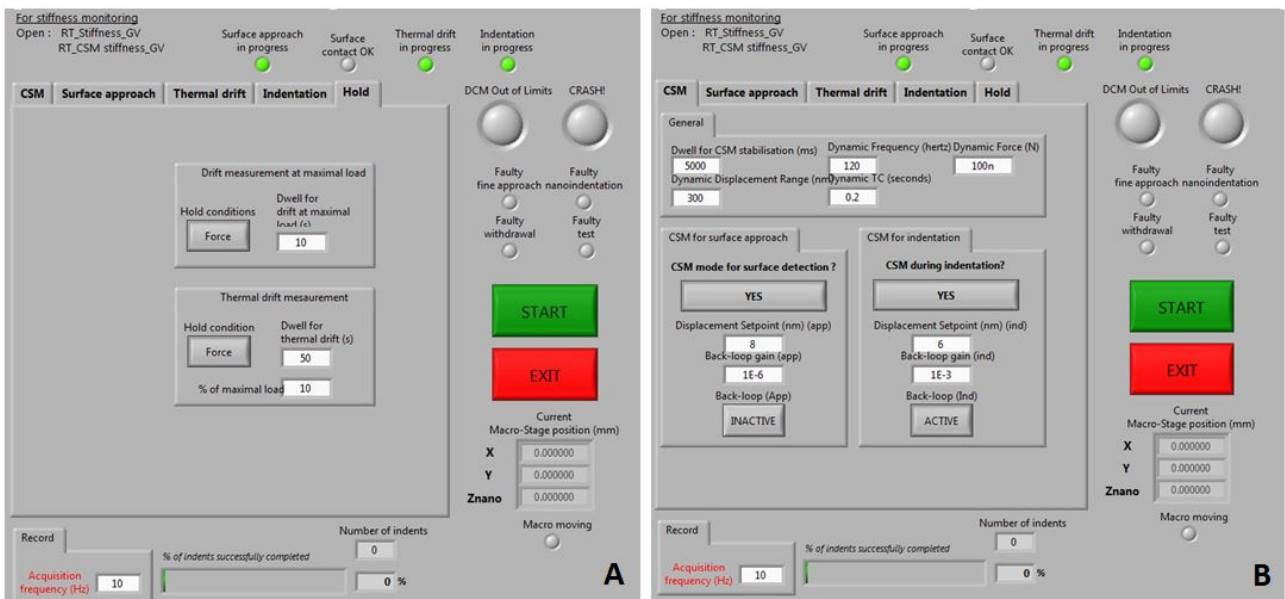 For stiffness monitoring
Open : RT_Stiffness_GV
RT_CSM stiffness_GV
Surface approach
in progress
Surface
contact OK
Thermal drift
in progress
Indentation
in progress
CSM Surface approach Thermal drift Indentation Hold
DCM Out of Limits CRASH!
Drift measurement at maximal load
Hold conditions
Force
Dwell for
drift at maximal
load (s)
10
Thermal drift mesaurement
Hold condition
Force
Dwell for
thermal drift (s)
50
% of maximal load 10
Faulty
fine approach
Faulty
nanoindentation
Faulty
withdrawal
Faulty
test
START
EXIT
Current
Macro-Stage position (mm)
X 0.000000
Y 0.000000
Znano 0.000000
Macro moving
Record
Acquisition
frequency (Hz) 10
% of indents successfully completed
Number of indents
0
0 %
A
For stiffness monitoring
Open : RT_Stiffness_GV
RT_CSM stiffness_GV
Surface approach
in progress
Surface
contact OK
Thermal drift
in progress
Indentation
in progress
CSM Surface approach Thermal drift Indentation Hold
DCM Out of Limits CRASH!
General
Dwell for CSM stabilisation (ms) Dynamic Frequency (hertz) Dynamic Force (N)
5000 120 100n
Dynamic Displacement Range (nm) Dynamic TC (seconds)
300 0.2
CSM for surface approach
CSM mode for surface detection ?
YES
Displacement Setpoint (nm) (app)
8
Back-loop gain (app)
1E-6
Back-loop (App)
INACTIVE
CSM for indentation
CSM during indentation?
YES
Displacement Setpoint (nm) (ind)
6
Back-loop gain (ind)
1E-3
Back-loop (Ind)
ACTIVE
Faulty
fine approach
Faulty
nanoindentation
Faulty
withdrawal
Faulty
test
START
EXIT
Current
Macro-Stage position (mm)
X 0.000000
Y 0.000000
Znano 0.000000
Macro moving
Record
Acquisition
frequency (Hz) 10
% of indents successfully completed
Number of indents
0
0 %
B